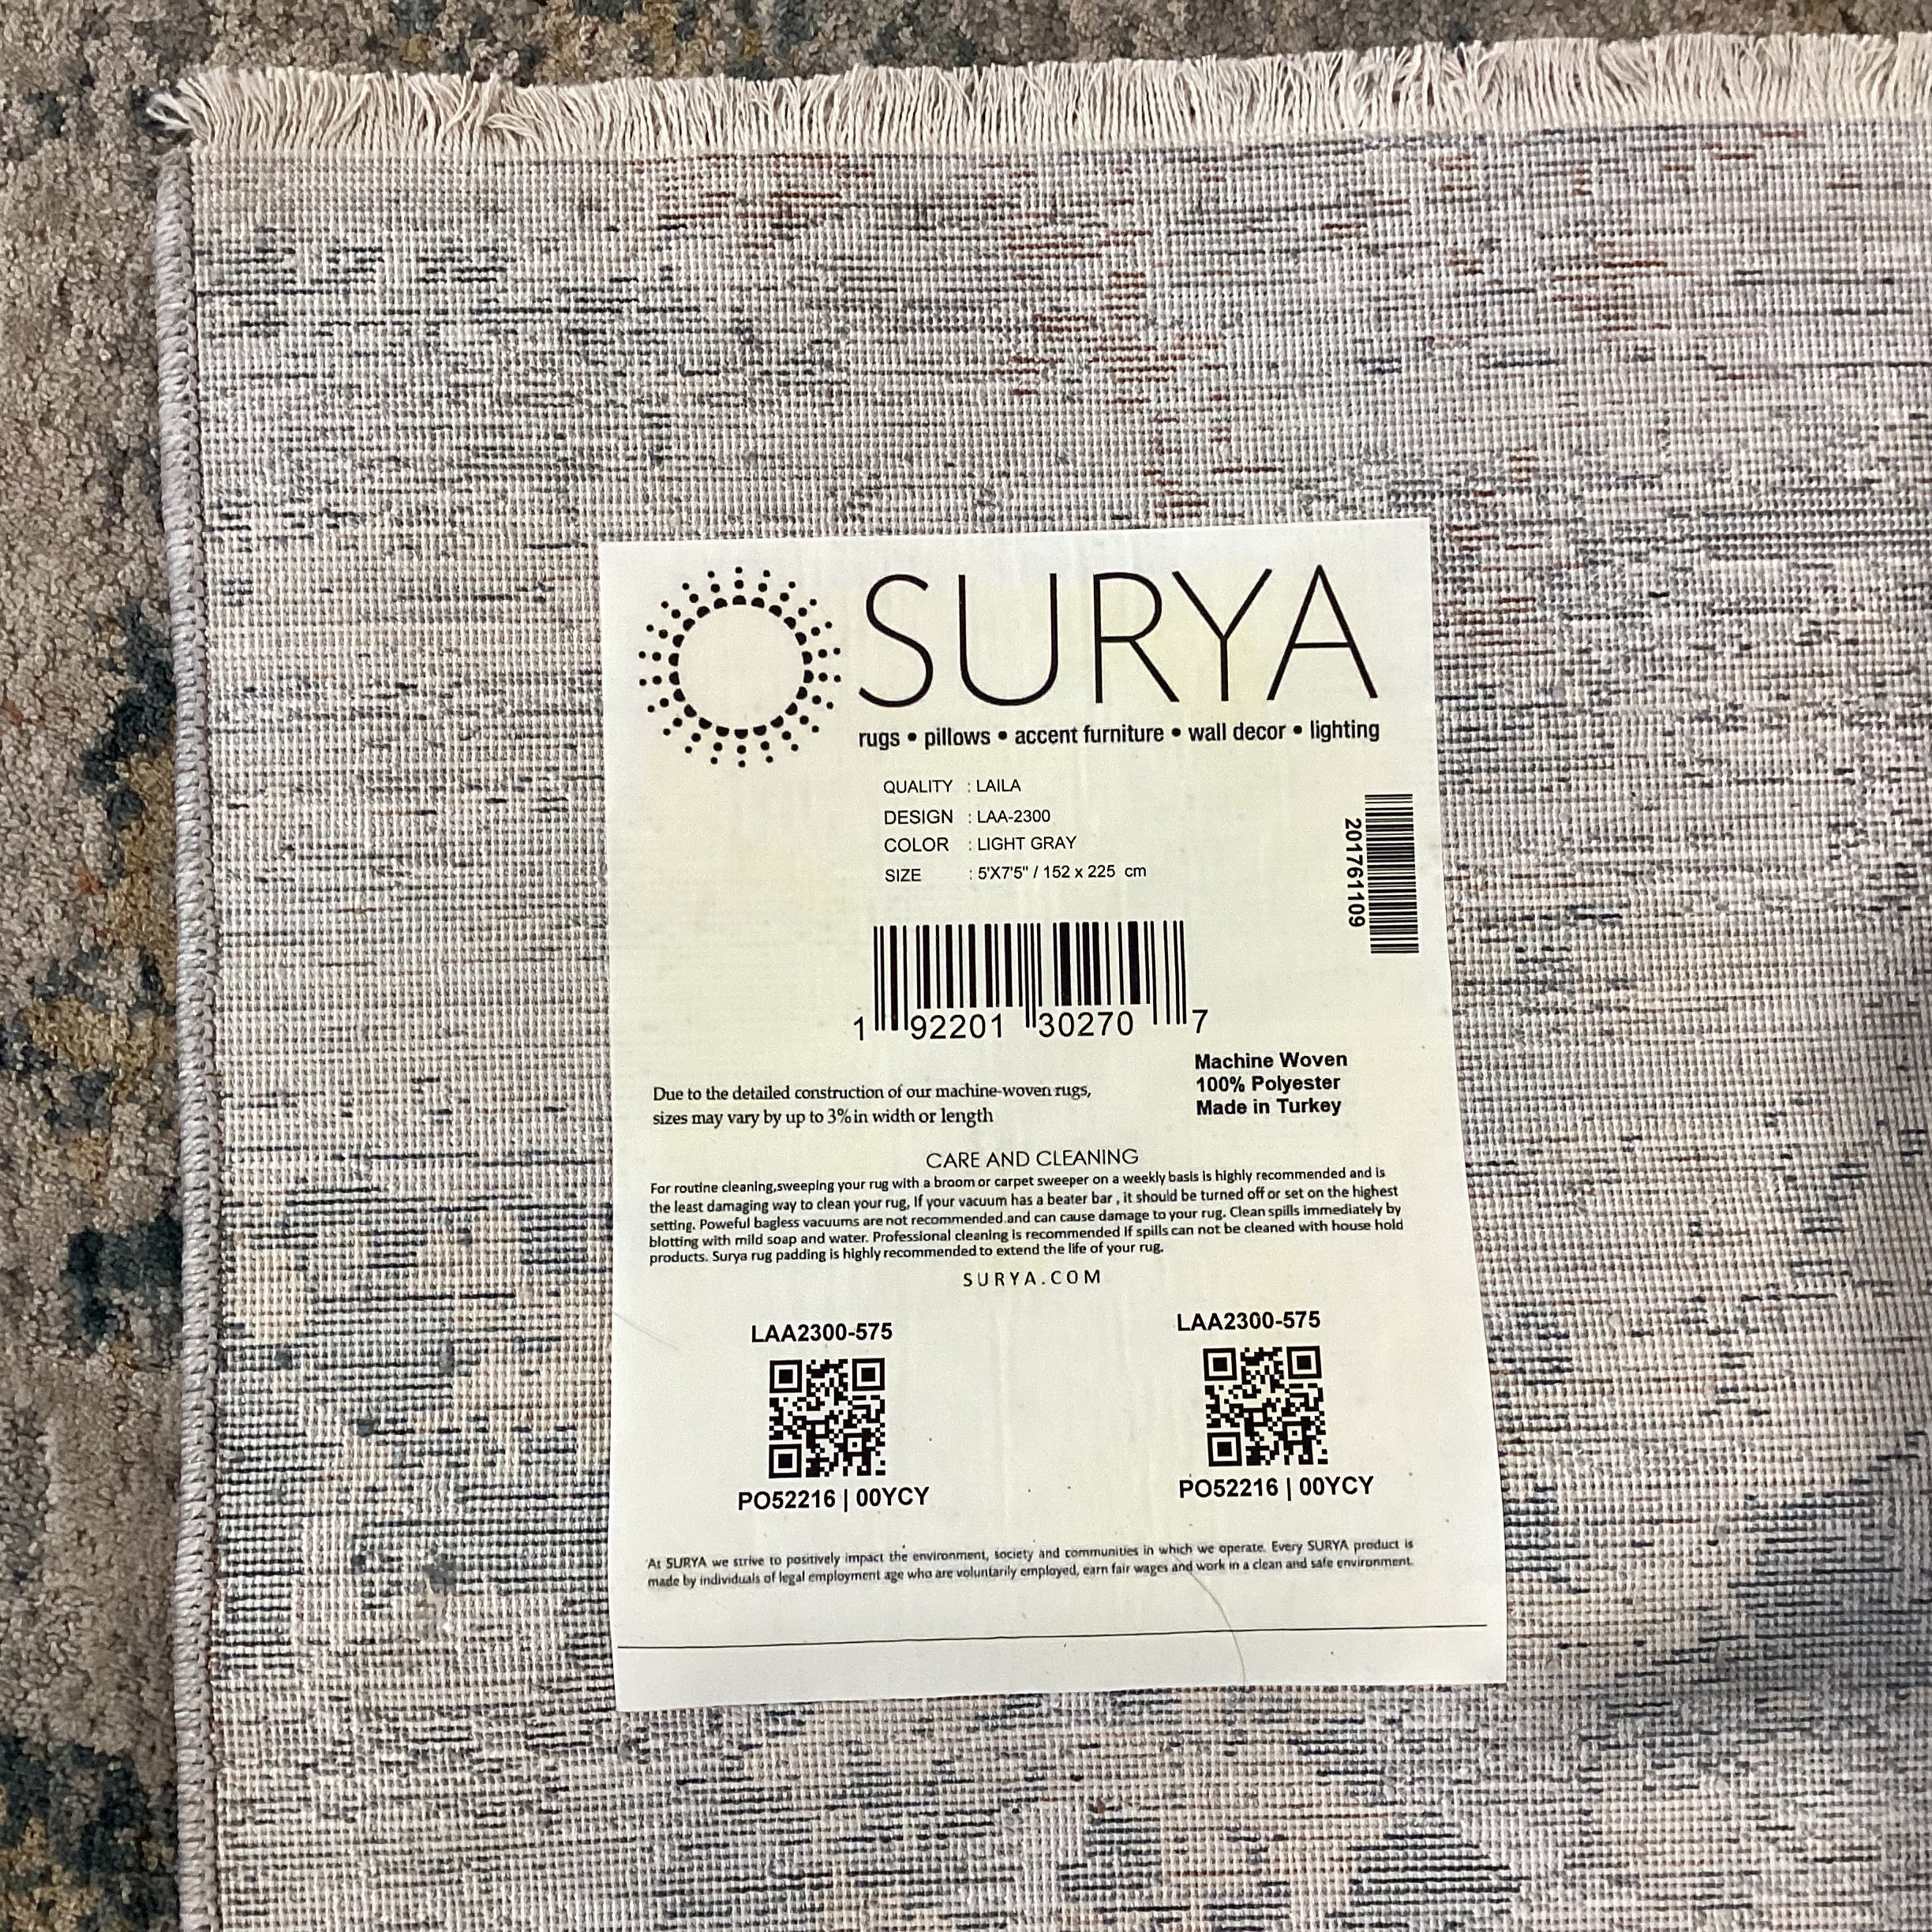 SURYA
rugs • pillows • accent furniture • wall decor • lighting
QUALITY : LAILA
DESIGN : LAA-2300
COLOR : LIGHT GRAY
SIZE : 5'X7'5" / 152 x 225 cm
201761109
1 92201 30270 7
Machine Woven
100% Polyester
Made in Turkey
Due to the detailed construction of our machine-woven rugs,
sizes may vary by up to 3% in width or length
CARE AND CLEANING
For routine cleaning,sweeping your rug with a broom or carpet sweeper on a weekly basis is highly recommended and is
the least damaging way to clean your rug, If your vacuum has a beater bar , it should be turned off or set on the highest
setting. Poweful bagless vacuums are not recommended.and can cause damage to your rug. Clean spills immediately by
blotting with mild soap and water. Professional cleaning is recommended If spills can not be cleaned with house hold
products. Surya rug padding is highly recommended to extend the life of your rug.
SURYA.COM
LAA2300-575
PO52216 | 00YCY
LAA2300-575
PO52216 | 00YCY
'At SURYA we strive to positively impact the environment, society and communities in which we operate. Every SURYA product is
made by individuals of legal employment age who are voluntarily employed, earn fair wages and work in a clean and safe environment.